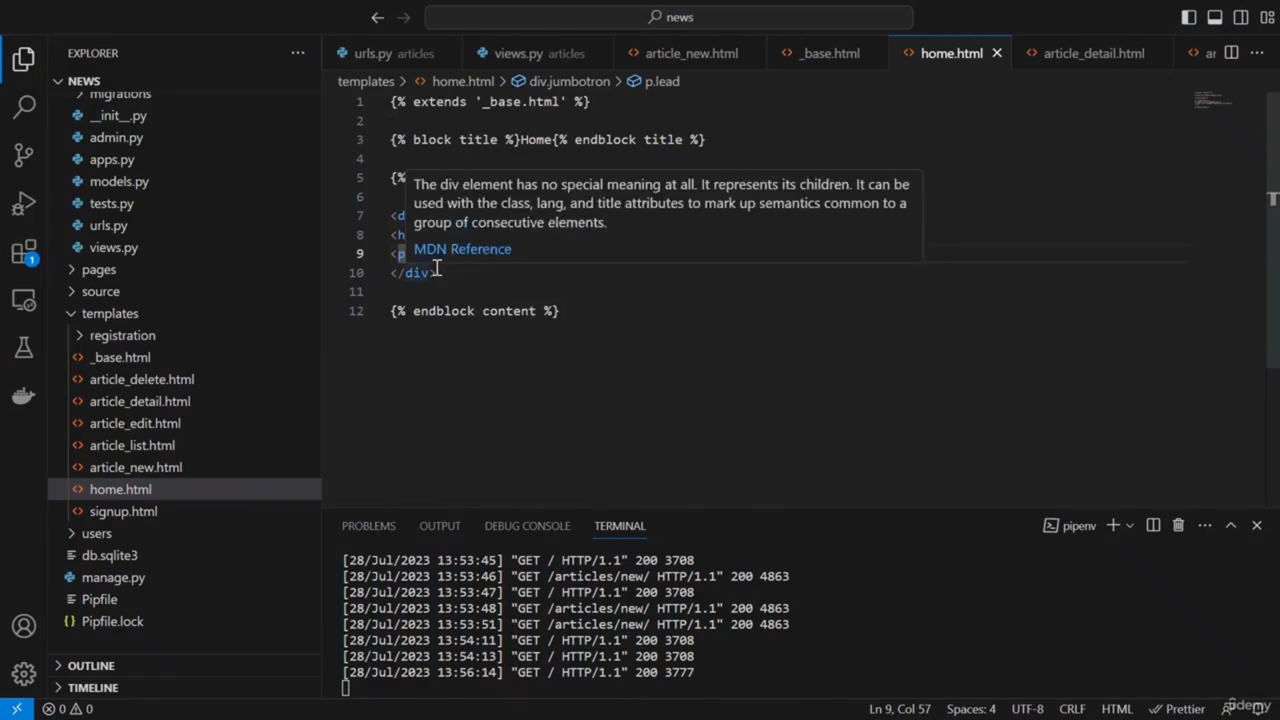 news
EXPLORER
NEWS
migrations
__init__.py
admin.py
apps.py
models.py
tests.py
urls.py
views.py
pages
source
templates
registration
_base.html
article_delete.html
article_detail.html
article_edit.html
article_list.html
article_new.html
home.html
signup.html
users
db.sqlite3
manage.py
Pipfile
{} Pipfile.lock
OUTLINE
TIMELINE
1
urls.py articles
views.py articles
article_new.html
_base.html
home.html
article_detail.html
ar
templates > home.html > div.jumbotron > p.lead
1 {% extends '_base.html' %}
2
3 {% block title %}Home{% endblock title %}
4
5 {%
6
7 <d
8 <h
9 <p
10 </div>
11
12 {% endblock content %}
The div element has no special meaning at all. It represents its children. It can be
used with the class, lang, and title attributes to mark up semantics common to a
group of consecutive elements.
MDN Reference
PROBLEMS OUTPUT DEBUG CONSOLE TERMINAL
pipenv
[28/Jul/2023 13:53:45] "GET / HTTP/1.1" 200 3708
[28/Jul/2023 13:53:46] "GET /articles/new/ HTTP/1.1" 200 4863
[28/Jul/2023 13:53:47] "GET / HTTP/1.1" 200 3708
[28/Jul/2023 13:53:48] "GET /articles/new/ HTTP/1.1" 200 4863
[28/Jul/2023 13:53:51] "GET /articles/new/ HTTP/1.1" 200 4863
[28/Jul/2023 13:54:11] "GET / HTTP/1.1" 200 3708
[28/Jul/2023 13:54:13] "GET / HTTP/1.1" 200 3708
[28/Jul/2023 13:56:14] "GET / HTTP/1.1" 200 3777
0 0
Ln 9, Col 57 Spaces: 4 UTF-8 CRLF HTML Prettier
Udemy